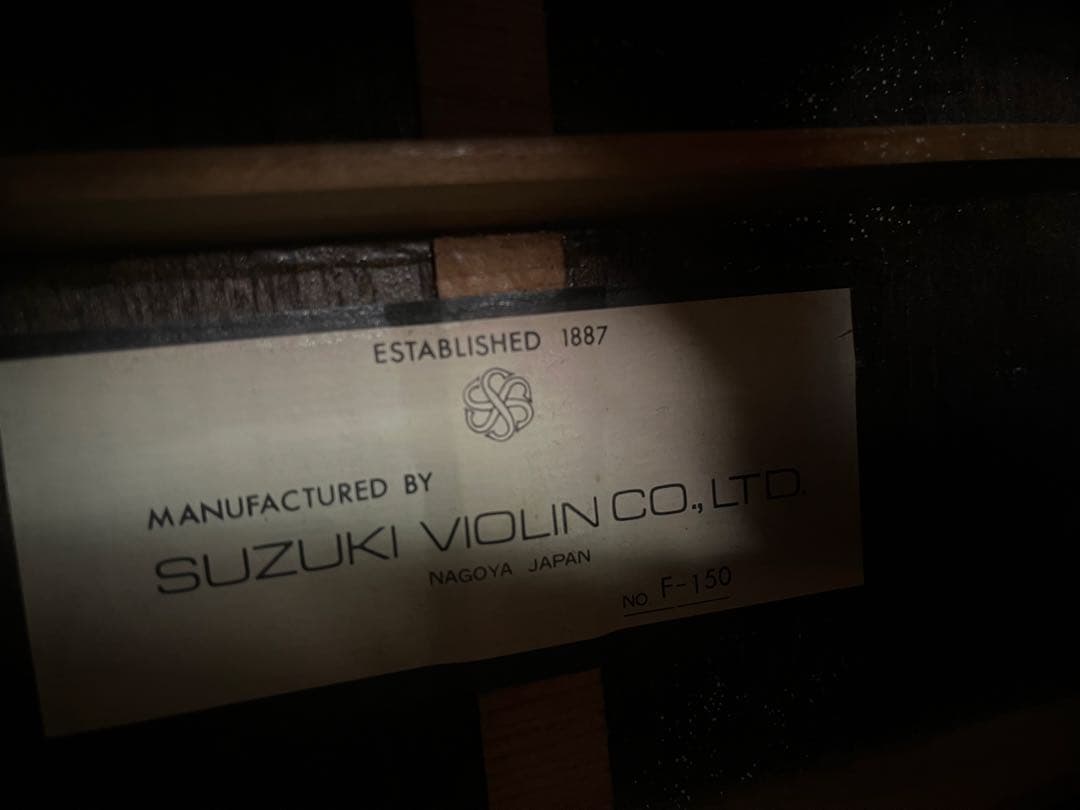 ESTABLISHED 1887
MANUFACTURED BY
SUZUKI VIOLIN CO., LTD.
NAGOYA JAPAN
NO. F-150